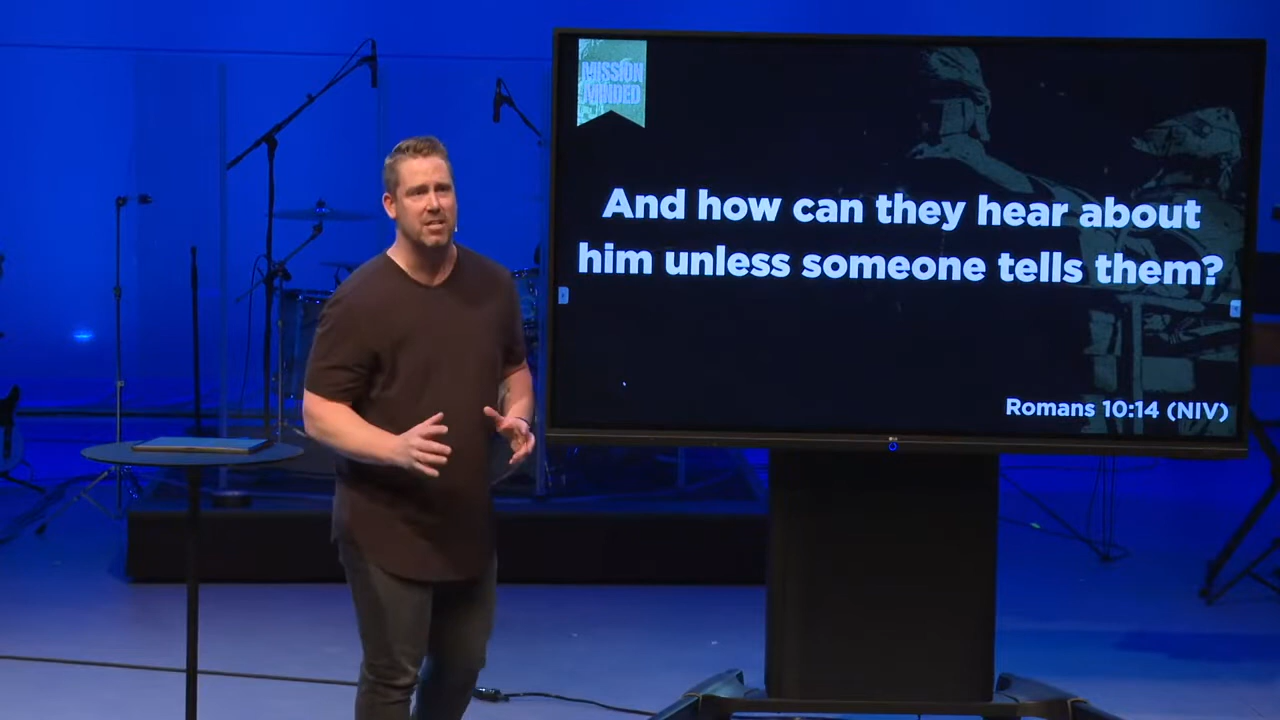 MISSION
MINDED
And how can they hear about
him unless someone tells them?
Romans 10:14 (NIV)